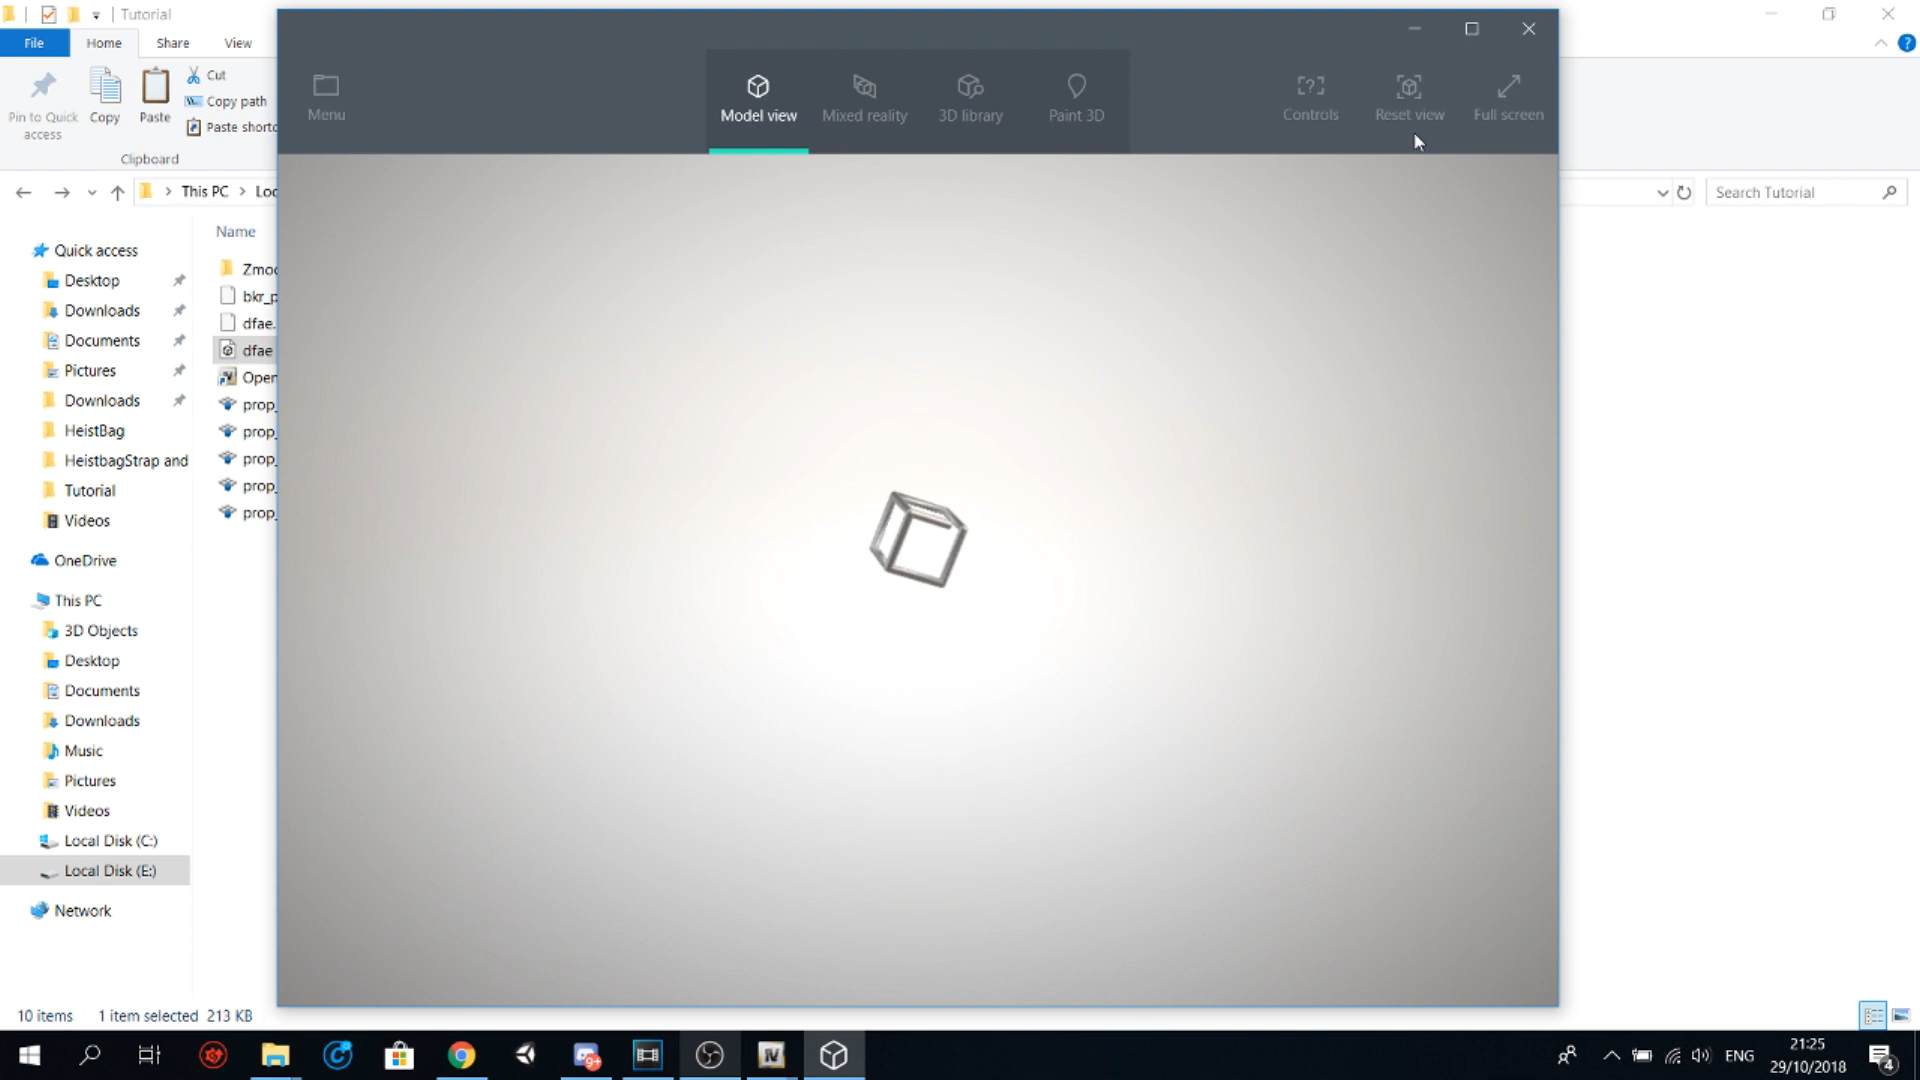 Tutorial
File Home Share View
Pin to Quick access
Copy
Paste
Cut
Copy path
Paste shortc
Clipboard
Menu
Model view
Mixed reality
3D library
Paint 3D
Controls
Reset view
Full screen
This PC
Loc
Search Tutorial
Name
Quick access
Desktop
Downloads
Documents
Pictures
Downloads
HeistBag
HeistbagStrap and
Tutorial
Videos
OneDrive
This PC
3D Objects
Desktop
Documents
Downloads
Music
Pictures
Videos
Local Disk (C:)
Local Disk (E:)
Network
Zmod
bkr_p
dfae.
dfae
Open
prop_
prop_
prop_
prop_
prop_
10 items 1 item selected 213 KB
9+
IV
ENG
21:25
29/10/2018
4